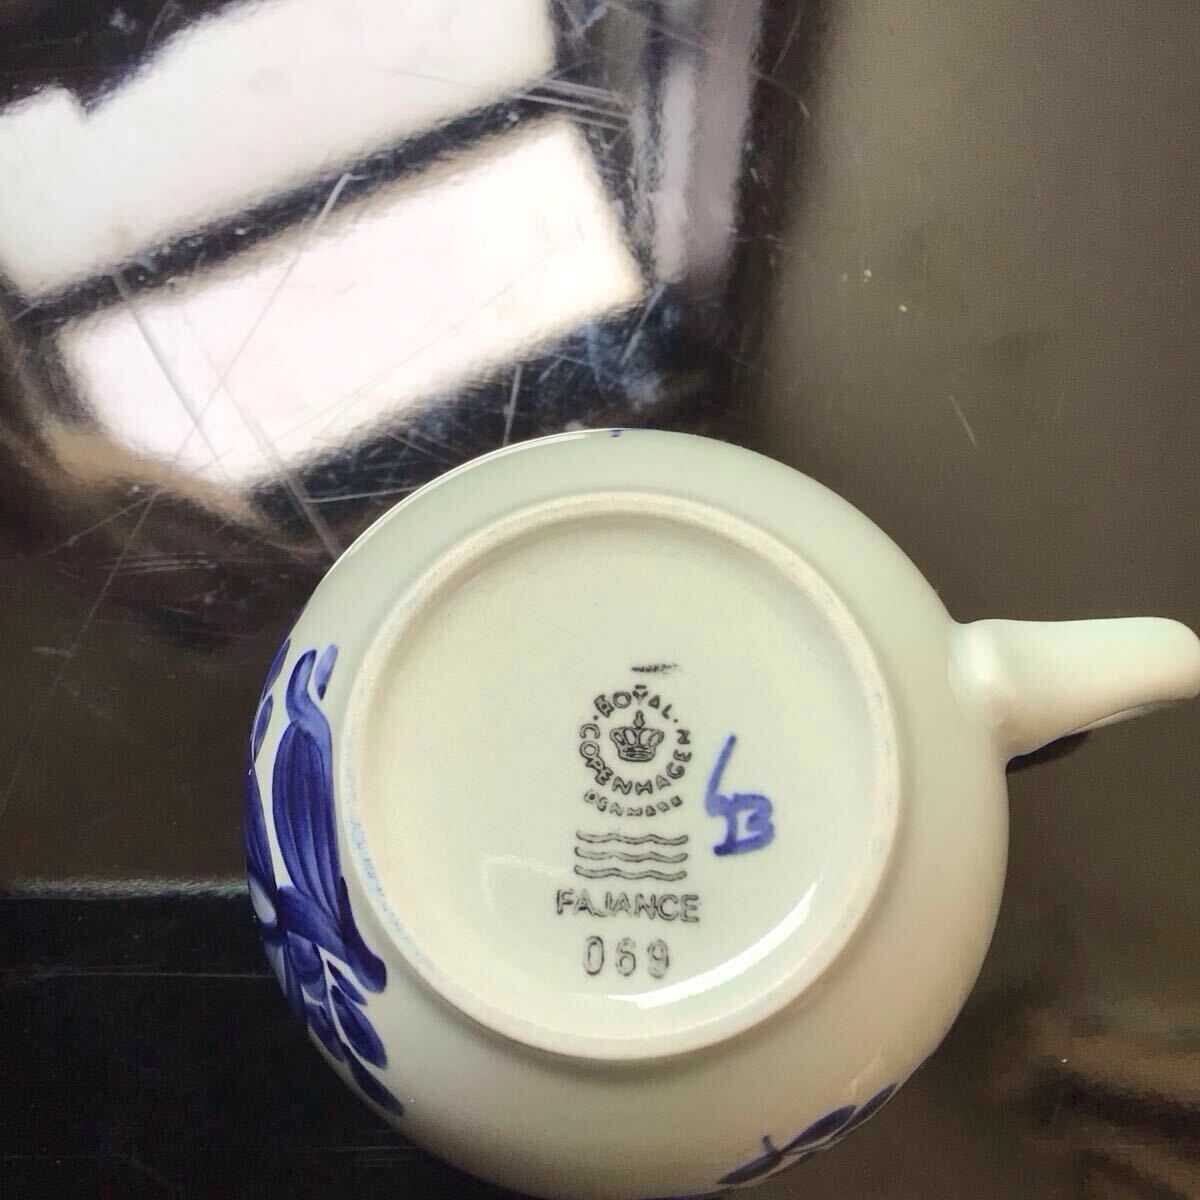 ROYAL
COPENHAGEN
DENMARK
FAJANCE
069